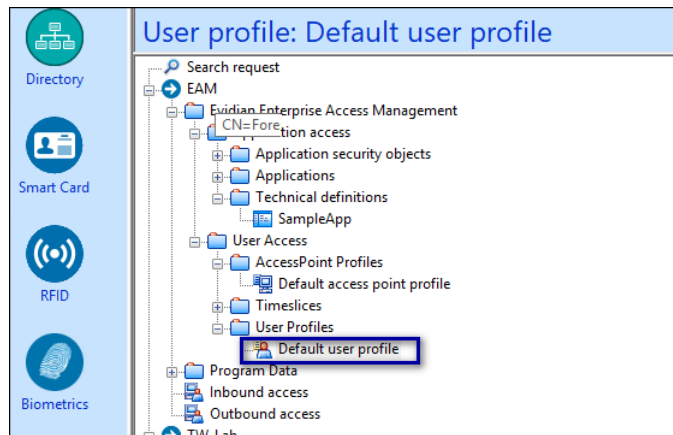 User profile: Default user profile
Directory
Smart Card
RFID
Biometrics
Search request
EAM
Evidian Enterprise Access Management
CN=Fore
Application access
Application security objects
Applications
Technical definitions
SampleApp
User Access
AccessPoint Profiles
Default access point profile
Timeslices
User Profiles
Default user profile
Program Data
Inbound access
Outbound access